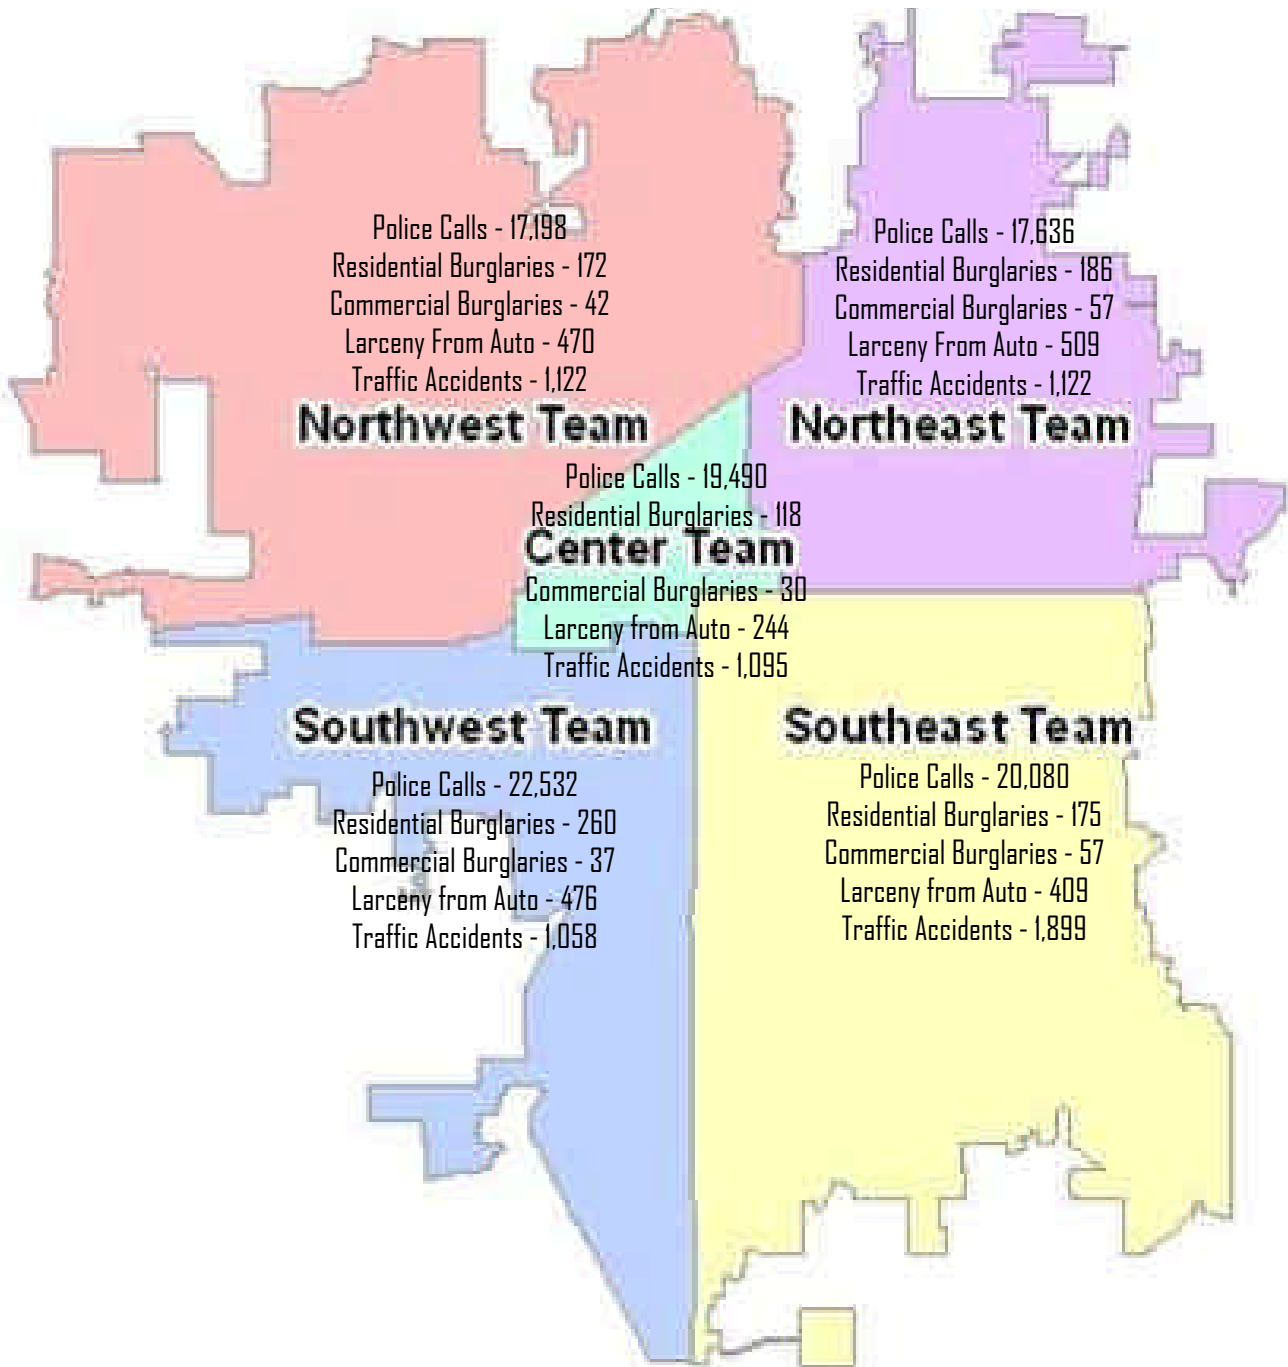 Police Calls - 17,198
Residential Burglaries - 172
Commercial Burglaries - 42
Larceny From Auto - 470
Traffic Accidents - 1,122
Northwest Team
Police Calls - 17,636
Residential Burglaries - 186
Commercial Burglaries - 57
Larceny From Auto - 509
Traffic Accidents - 1,122
Northeast Team
Police Calls - 19,490
Residential Burglaries - 118
Center Team
Commercial Burglaries - 30
Larceny from Auto - 244
Traffic Accidents - 1,095
Southwest Team
Police Calls - 22,532
Residential Burglaries - 260
Commercial Burglaries - 37
Larceny from Auto - 476
Traffic Accidents - 1,058
Southeast Team
Police Calls - 20,080
Residential Burglaries - 175
Commercial Burglaries - 57
Larceny from Auto - 409
Traffic Accidents - 1,899